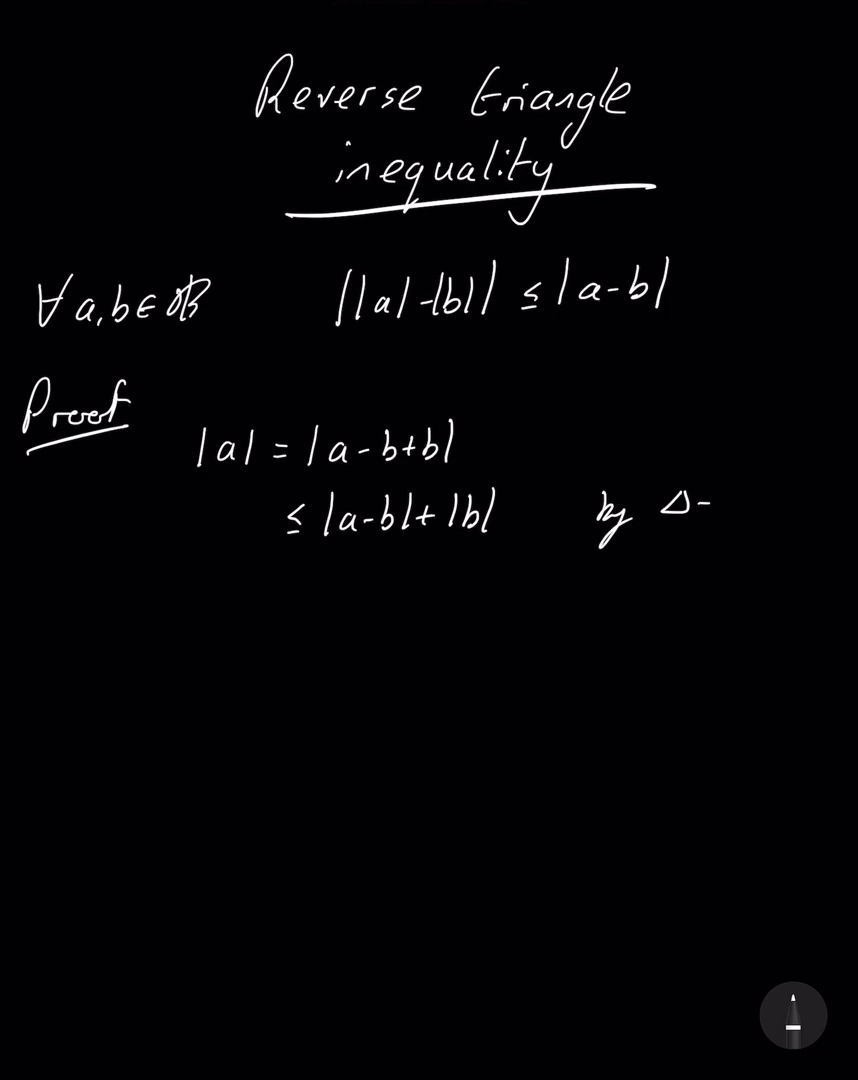 Reverse triangle
inequality
∀ a,b ∈ ℝ ||a|-|b|| ≤ |a-b|
Proof
|a| = |a-b+b|
≤ |a-b|+|b| by Δ-